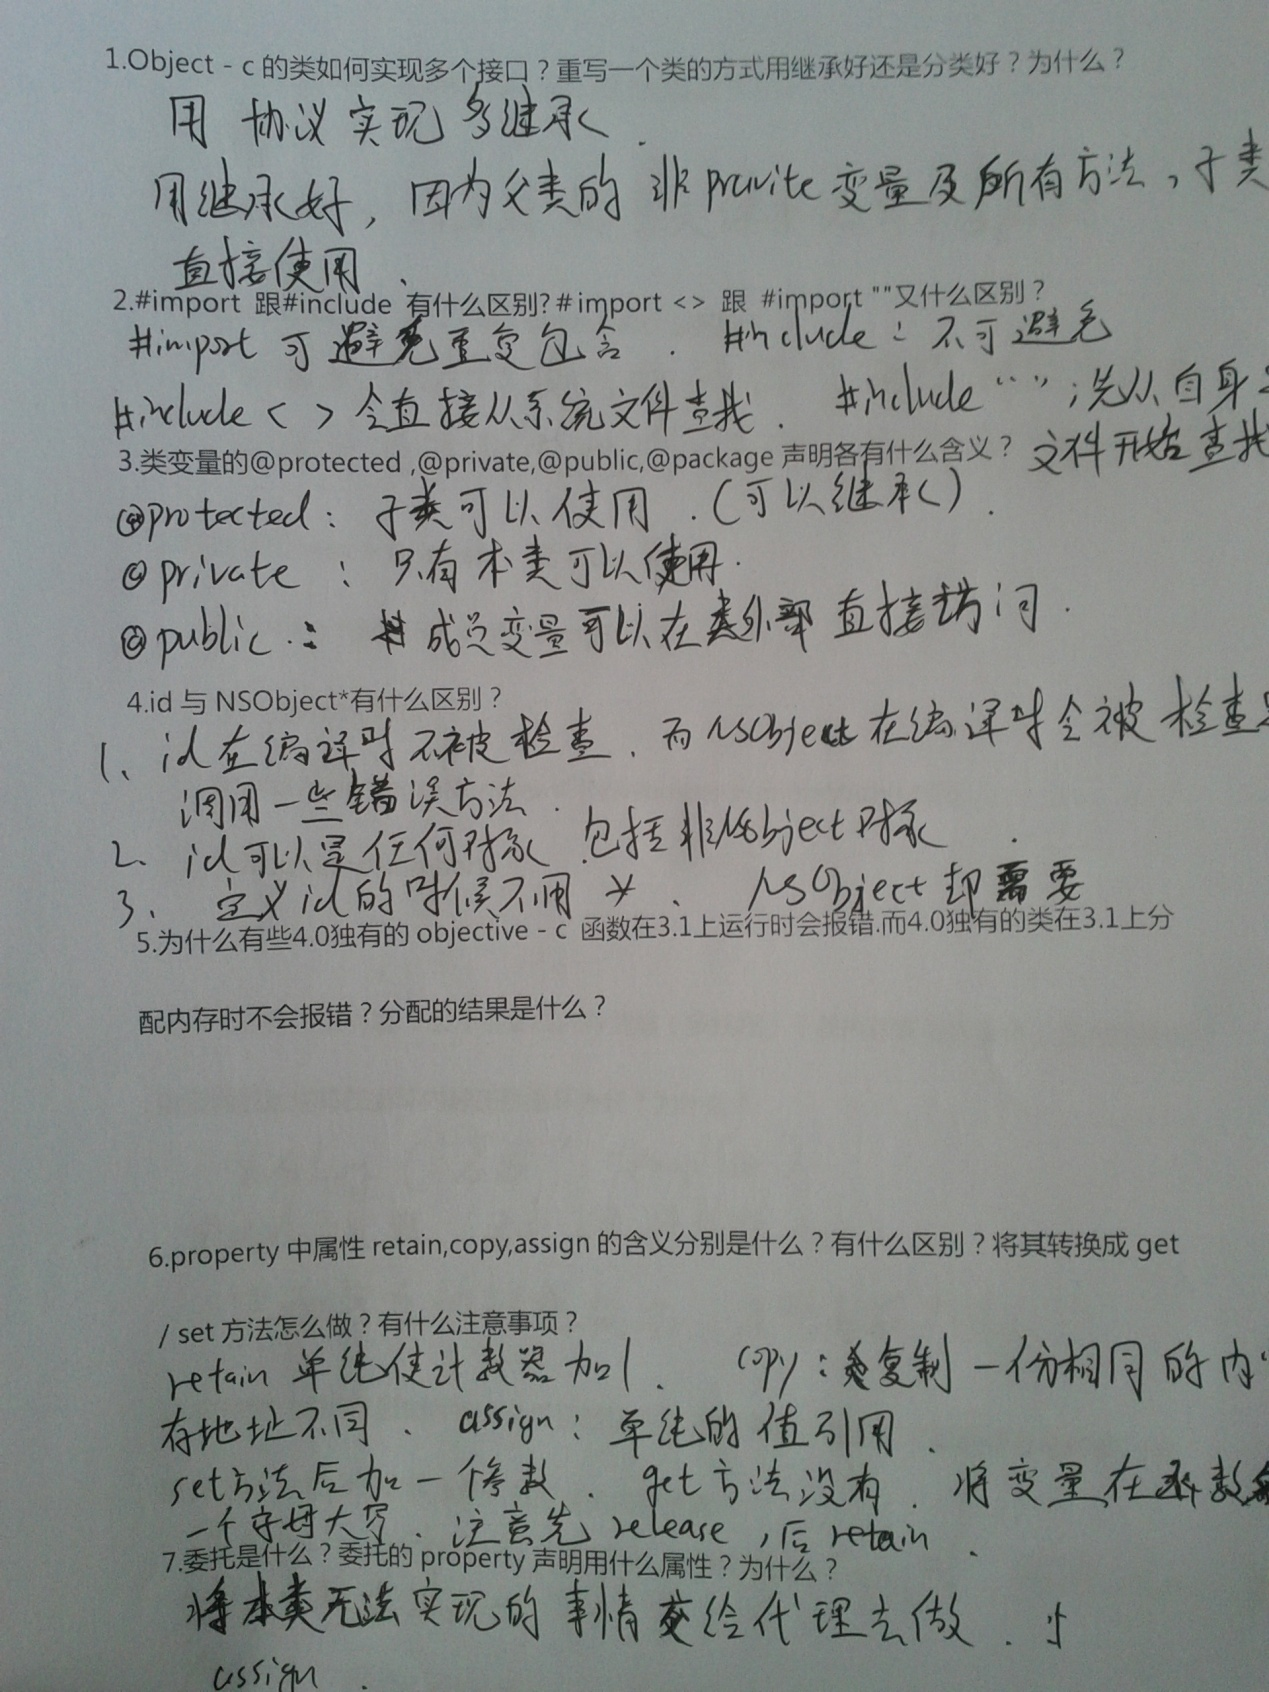 1.Object - c 的类如何实现多个接口？重写一个类的方式用继承好还是分类好？为什么？
用 协议 实现 多继承 .
用继承好，因为父类的 非 pravite 变量及所有方法，子类
直接使用 .
2.#import 跟#include 有什么区别?＃import <> 跟 #import ""又什么区别？
#import 可 避免重复包含 . #include : 不可避免
#include < > 会直接从系统文件查找 . #include “ ” ;先从自身
3.类变量的@protected ,@private,@public,@package 声明各有什么含义？ 文件开始查找
@protected : 子类可以使用 . (可以继承) .
@private : 只有本类可以使用.
@public : 成员变量可以在类外部直接访问 .
4.id 与 NSObject*有什么区别？
1、id在编译时不被检查 . 而NSObject在编译时会被检查
调用一些错误方法 .
2、id可以是任何对象 包括非NSObject对象 .
3、定义id的时候不用 * . NSObject却需要
5.为什么有些4.0独有的 objective - c 函数在3.1上运行时会报错.而4.0独有的类在3.1上分
配内存时不会报错？分配的结果是什么？
6.property 中属性 retain,copy,assign 的含义分别是什么？有什么区别？将其转换成 get
/ set 方法怎么做？有什么注意事项？
retain 单纯使计数器加1 . copy : 复制一份相同的内
存地址不同 . assign : 单纯的值引用 .
set方法后加一个参数 . get方法没有 . 将变量在函数
一个字母大写 . 注意先 release , 后 retain .
7.委托是什么？委托的 property 声明用什么属性？为什么？
将本类无法实现的事情交给代理去做 .
assign .